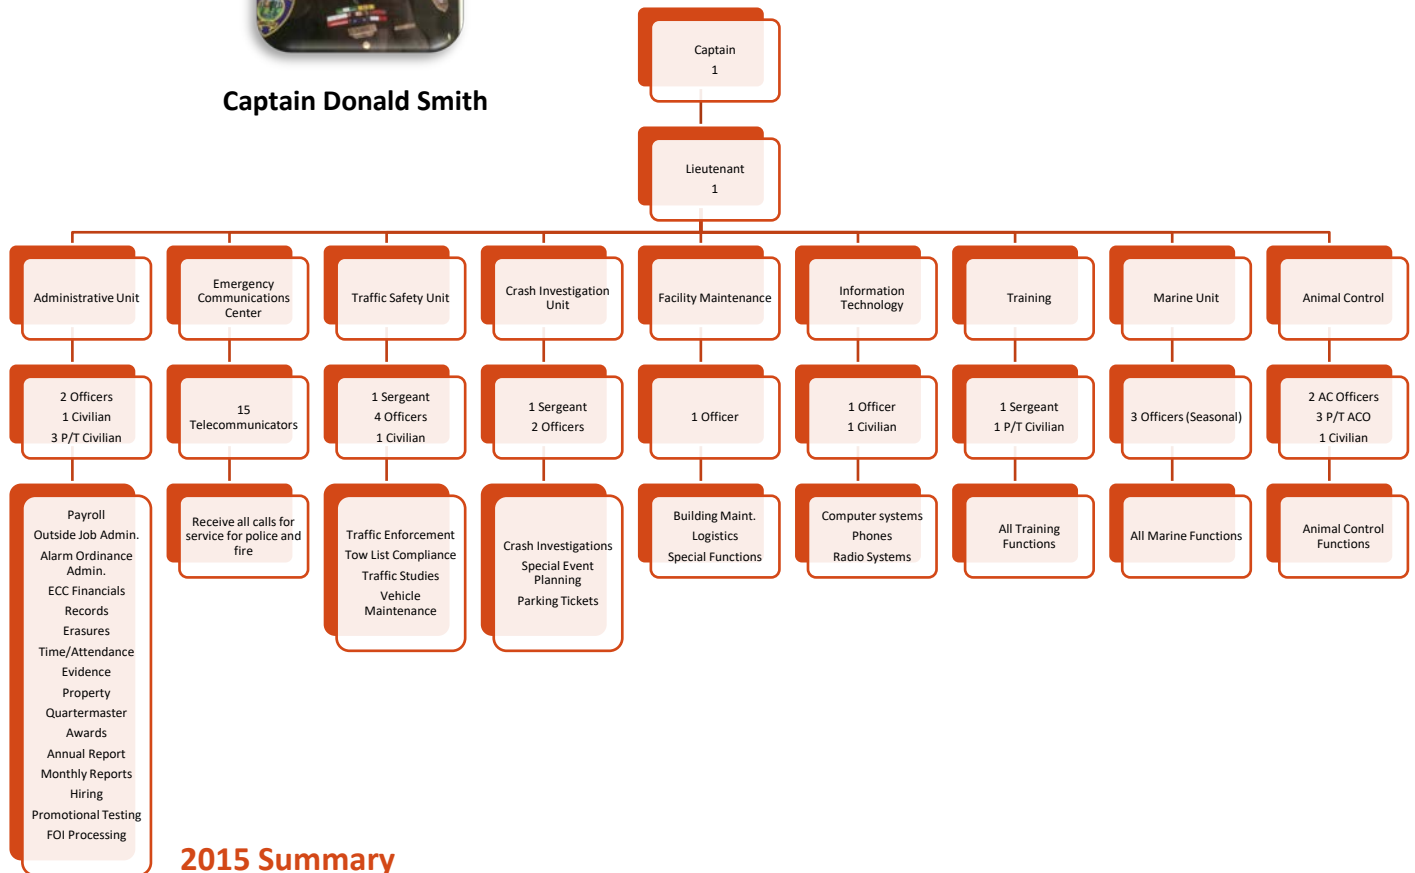 Captain Donald Smith
Captain
1
Lieutenant
1
Administrative Unit
Emergency
Communications
Center
Traffic Safety Unit
Crash Investigation
Unit
Facility Maintenance
Information
Technology
Training
Marine Unit
Animal Control
2 Officers
1 Civilian
3 P/T Civilian
15
Telecommunicators
1 Sergeant
4 Officers
1 Civilian
1 Sergeant
2 Officers
1 Officer
1 Officer
1 Civilian
1 Sergeant
1 P/T Civilian
3 Officers (Seasonal)
2 AC Officers
3 P/T ACO
1 Civilian
Payroll
Outside Job Admin.
Alarm Ordinance
Admin.
ECC Financials
Records
Erasures
Time/Attendance
Evidence
Property
Quartermaster
Awards
Annual Report
Monthly Reports
Hiring
Promotional Testing
FOI Processing
Receive all calls for
service for police and
fire
Traffic Enforcement
Tow List Compliance
Traffic Studies
Vehicle
Maintenance
Crash Investigations
Special Event
Planning
Parking Tickets
Building Maint.
Logistics
Special Functions
Computer systems
Phones
Radio Systems
All Training
Functions
All Marine Functions
Animal Control
Functions
2015 Summary